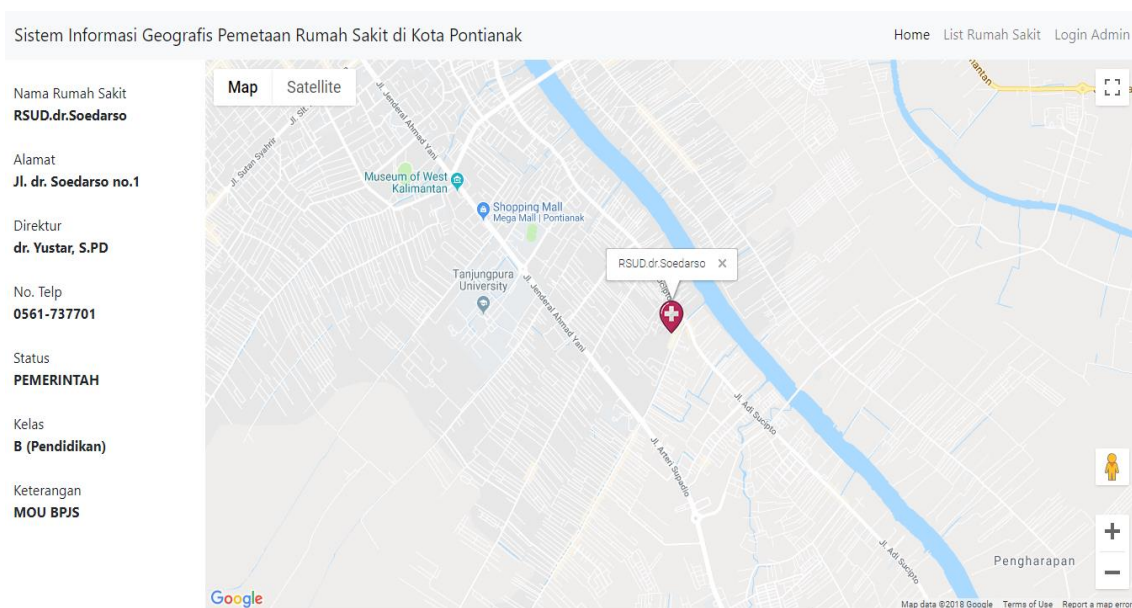 Sistem Informasi Geografis Pemetaan Rumah Sakit di Kota Pontianak
Home List Rumah Sakit Login Admin
Nama Rumah Sakit
RSUD.dr.Soedarso
Alamat
Jl. dr. Soedarso no.1
Direktur
dr. Yustar, S.PD
No. Telp
0561-737701
Status
PEMERINTAH
Kelas
B (Pendidikan)
Keterangan
MOU BPJS
Map Satellite
Jl. Jenderal Ahmad Yani
Jl. Sutan Syahrir
Museum of West
Kalimantan
Shopping Mall
Mega Mall | Pontianak
RSUD.dr.Soedarso ×
Tanjungpura
University
Jl. Jenderal Ahmad Yani
Jl. Adi Sucipto
Jl. Arteri Supadio
Jl. Adi Sucipto
Pengharapan
Google
Map data ©2018 Google Terms of Use Report a map error